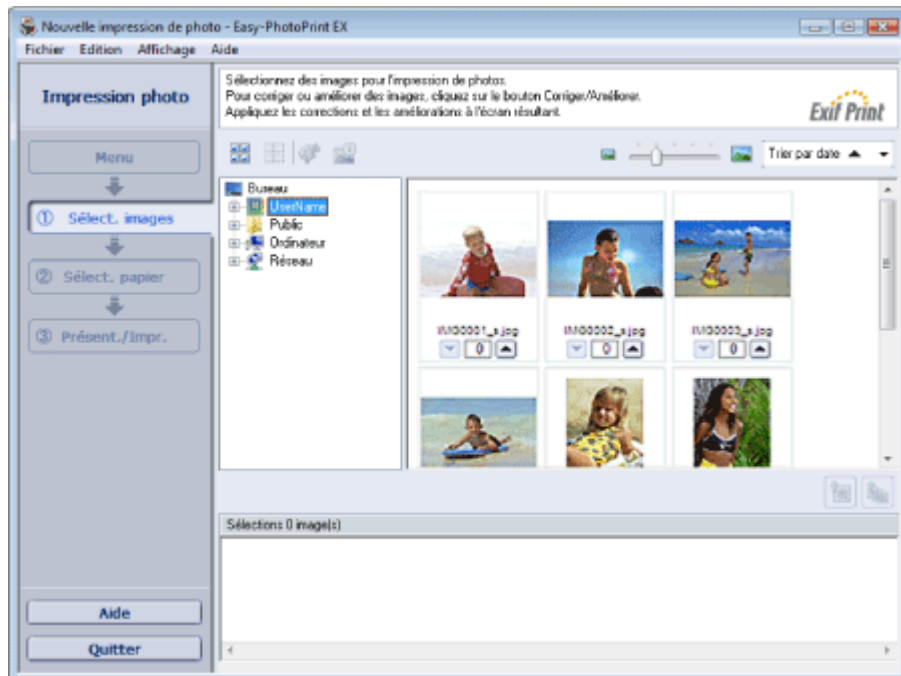 Nouvelle impression de photo - Easy-PhotoPrint EX
Fichier Edition Affichage Aide
Impression photo
Sélectionnez des images pour l'impression de photos.
Pour corriger ou améliorer des images, cliquez sur le bouton Corriger/Améliorer.
Appliquez les corrections et les améliorations à l'écran résultant.
Exif Print
Menu
Trier par date
① Sélect. images
② Sélect. papier
③ Présent./Impr.
Bureau
UserName
Public
Ordinateur
Réseau
IMG0001_s.jpg IMG0002_s.jpg IMG0003_s.jpg
0 0 0
Sélections 0 image(s)
Aide
Quitter